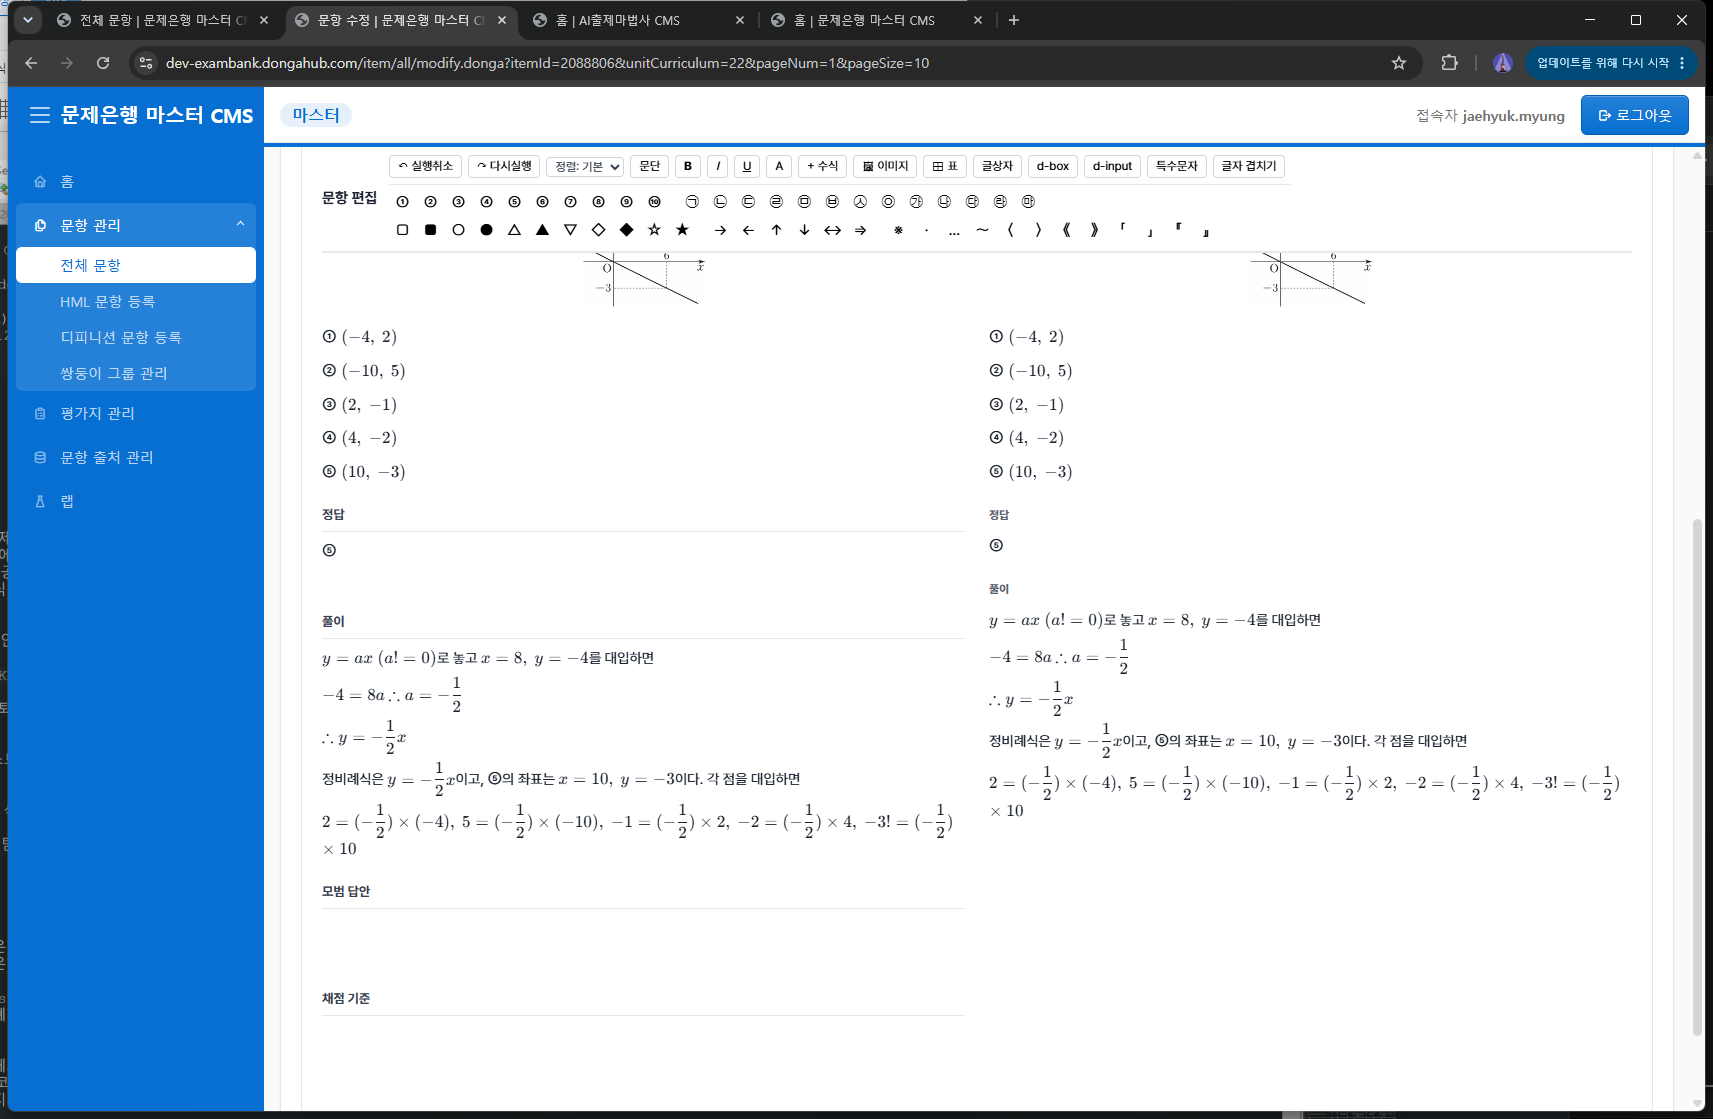 전체 문항 | 문제은행 마스터 C
문항 수정 | 문제은행 마스터 C
홈 | AI출제마법사 CMS
홈 | 문제은행 마스터 CMS
dev-exambank.dongahub.com/item/all/modify.donga?itemId=2088806&unitCurriculum=22&pageNum=1&pageSize=10
업데이트를 위해 다시 시작
문제은행 마스터 CMS
마스터
접속자 jaehyuk.myung
로그아웃
홈
문항 관리
전체 문항
HML 문항 등록
디피니션 문항 등록
쌍둥이 그룹 관리
평가지 관리
문항 출처 관리
랩
문항 편집
↶ 실행취소 ↷ 다시실행 정렬: 기본 문단 B I U A + 수식 이미지 표 글상자 d-box d-input 특수문자 글자 겹치기
① ② ③ ④ ⑤ ⑥ ⑦ ⑧ ⑨ ⑩ ㉠ ㉡ ㉢ ㉣ ㉤ ㉥ ㉦ ㉧ ㉮ ㉯ ㉰ ㉱ ㉲
□ ■ ○ ● △ ▲ ▽ ◇ ◆ ☆ ★ → ← ↑ ↓ ↔ ⇒ ※ · … ~ 〈 〉 《 》 「 」 『 』
O 6 x
−3
① (−4, 2)
② (−10, 5)
③ (2, −1)
④ (4, −2)
⑤ (10, −3)
정답
⑤
풀이
y = ax (a! = 0)로 놓고 x = 8, y = −4를 대입하면
−4 = 8a ∴ a = −1/2
∴ y = −1/2x
정비례식은 y = −1/2x이고, ⑤의 좌표는 x = 10, y = −3이다. 각 점을 대입하면
2 = (−1/2) × (−4), 5 = (−1/2) × (−10), −1 = (−1/2) × 2, −2 = (−1/2) × 4, −3! = (−1/2)
× 10
모범 답안
채점 기준
O 6 x
−3
① (−4, 2)
② (−10, 5)
③ (2, −1)
④ (4, −2)
⑤ (10, −3)
정답
⑤
풀이
y = ax (a! = 0)로 놓고 x = 8, y = −4를 대입하면
−4 = 8a ∴ a = −1/2
∴ y = −1/2x
정비례식은 y = −1/2x이고, ⑤의 좌표는 x = 10, y = −3이다. 각 점을 대입하면
2 = (−1/2) × (−4), 5 = (−1/2) × (−10), −1 = (−1/2) × 2, −2 = (−1/2) × 4, −3! = (−1/2)
× 10